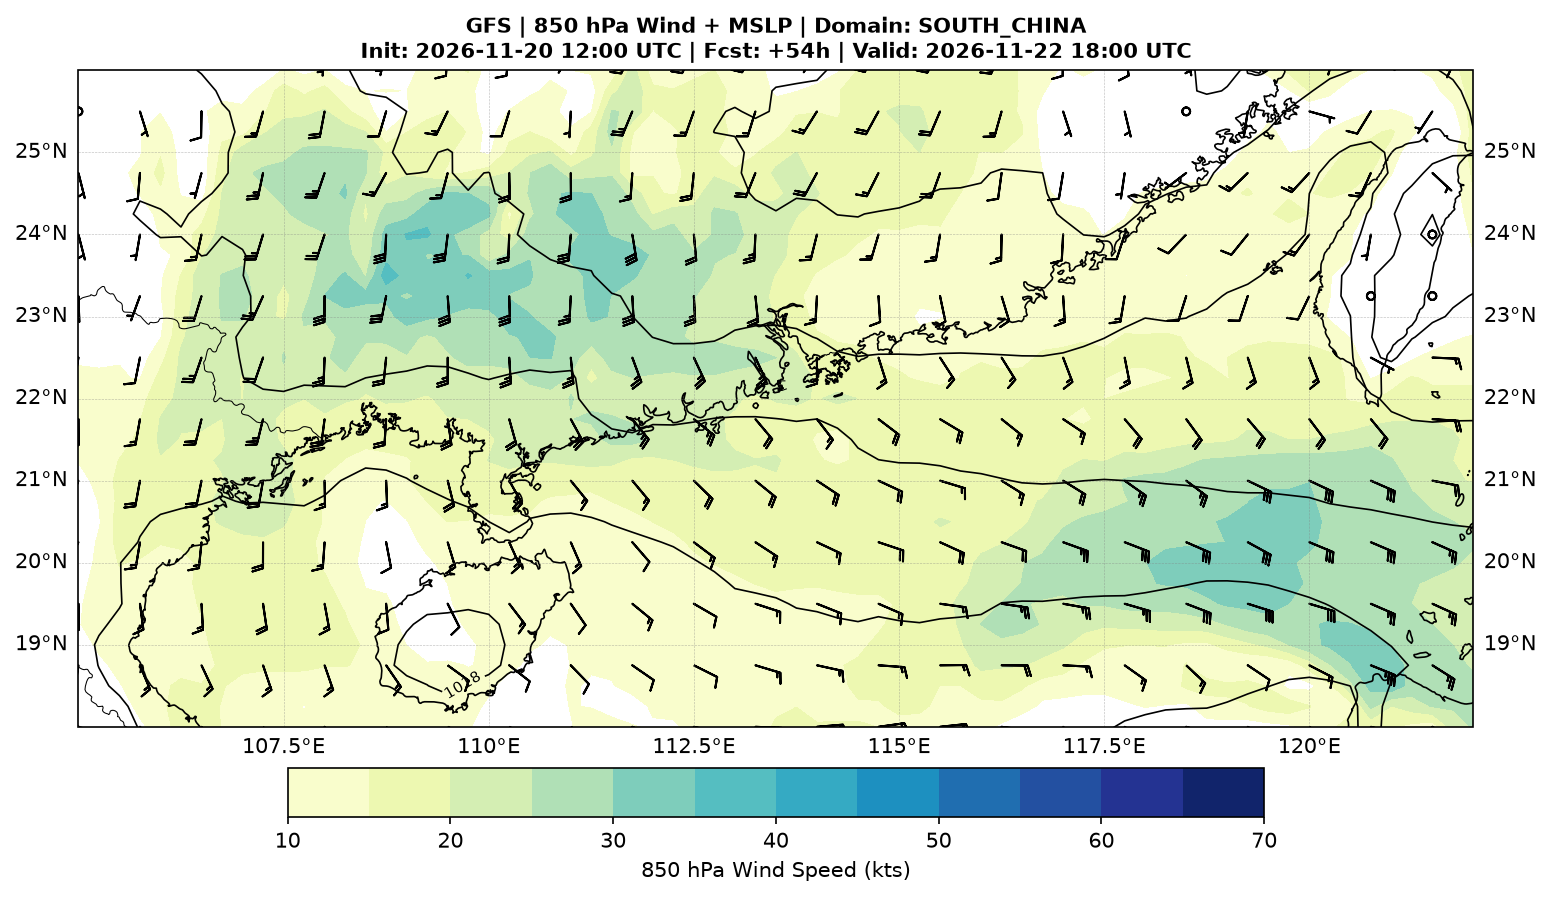 GFS | 850 hPa Wind + MSLP | Domain: SOUTH_CHINA
Init: 2026-11-20 12:00 UTC | Fcst: +54h | Valid: 2026-11-22 18:00 UTC
25°N 25°N
24°N 24°N
23°N 23°N
22°N 22°N
21°N 21°N
20°N 20°N
19°N 19°N
1018
107.5°E 110°E 112.5°E 115°E 117.5°E 120°E
10 20 30 40 50 60 70
850 hPa Wind Speed (kts)